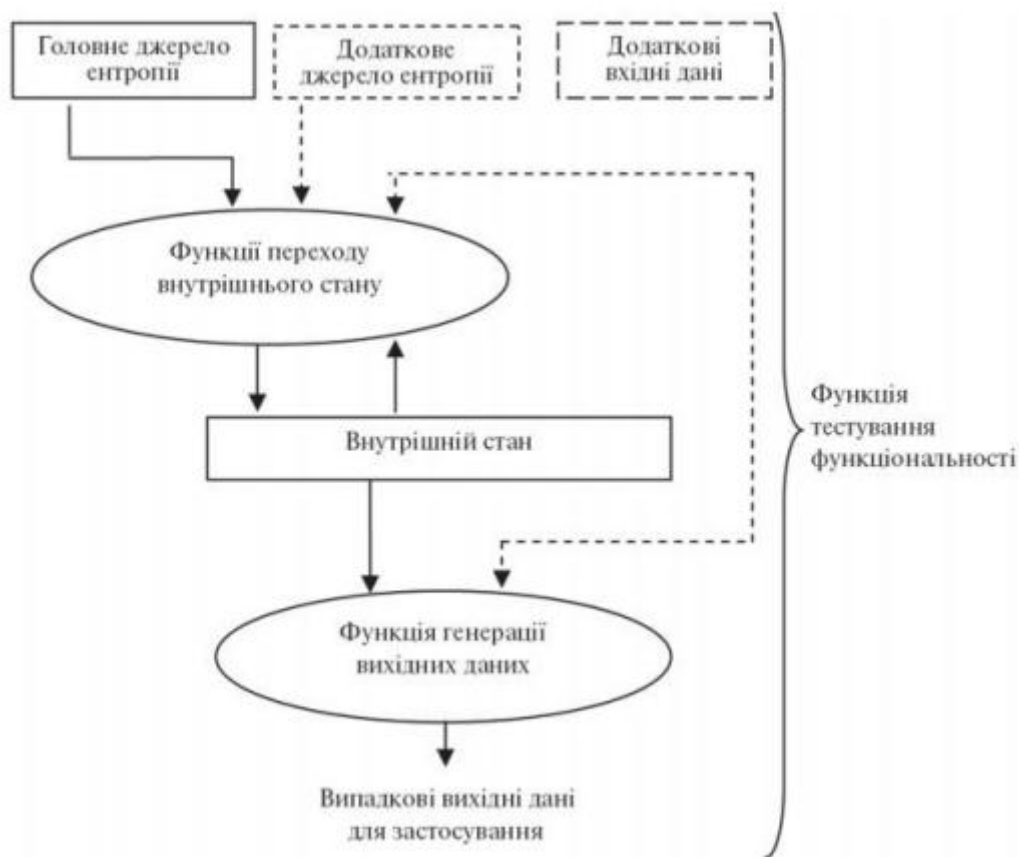 Головне джерело
ентропії
Додаткове
джерело ентропії
Додаткові
вхідні дані
Функції переходу
внутрішнього стану
Внутрішній стан
Функція
тестування
функціональності
Функція генерації
вихідних даних
Випадкові вихідні дані
для застосування